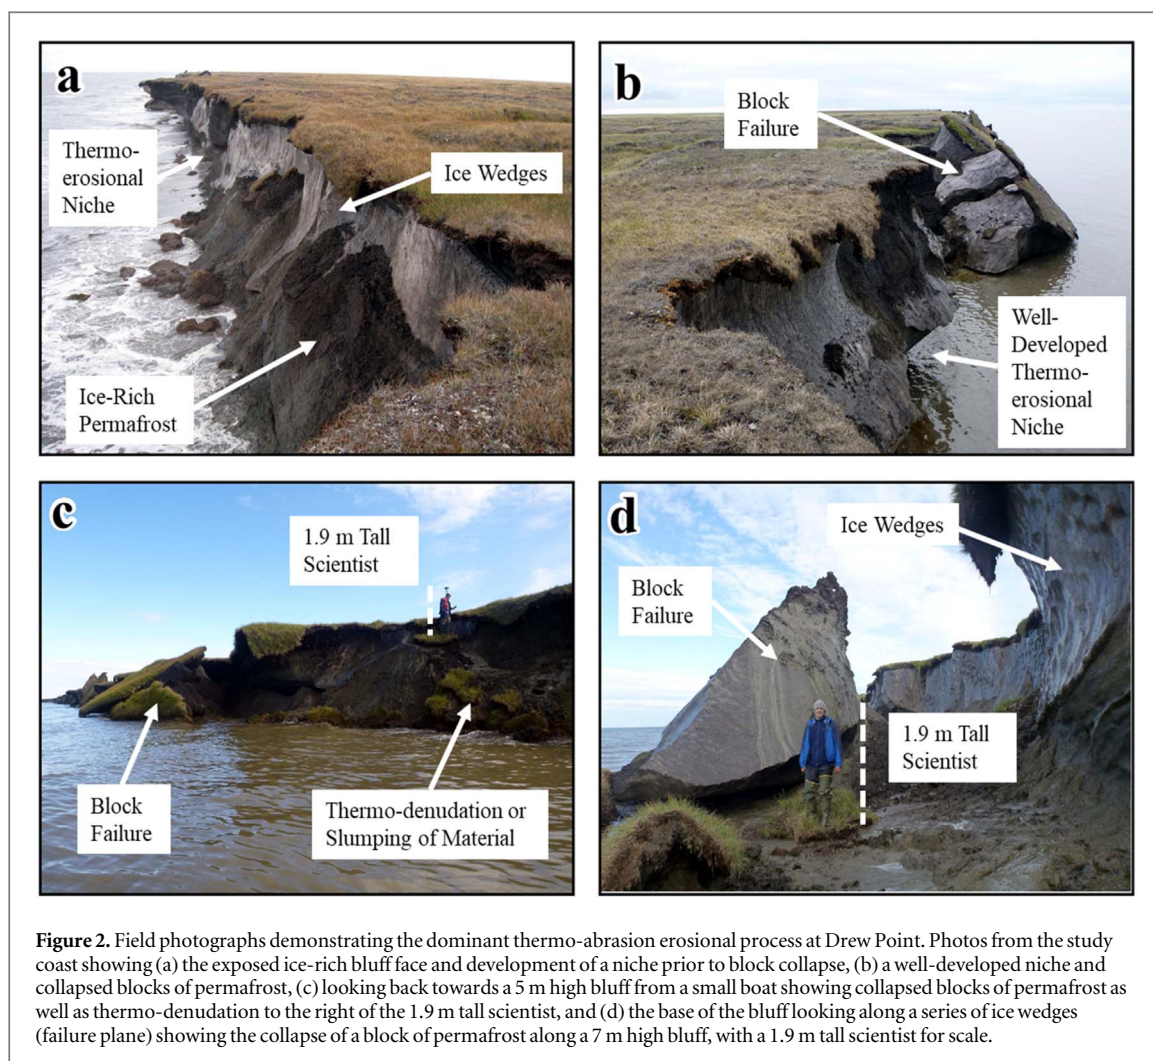 a
Thermo-
erosional
Niche
Ice Wedges
Ice-Rich
Permafrost
b
Block
Failure
Well-
Developed
Thermo-
erosional
Niche
c
1.9 m Tall
Scientist
Block
Failure
Thermo-denudation or
Slumping of Material
d
Ice Wedges
Block
Failure
1.9 m Tall
Scientist
Figure 2. Field photographs demonstrating the dominant thermo-abrasion erosional process at Drew Point. Photos from the study
coast showing (a) the exposed ice-rich bluff face and development of a niche prior to block collapse, (b) a well-developed niche and
collapsed blocks of permafrost, (c) looking back towards a 5 m high bluff from a small boat showing collapsed blocks of permafrost as
well as thermo-denudation to the right of the 1.9 m tall scientist, and (d) the base of the bluff looking along a series of ice wedges
(failure plane) showing the collapse of a block of permafrost along a 7 m high bluff, with a 1.9 m tall scientist for scale.